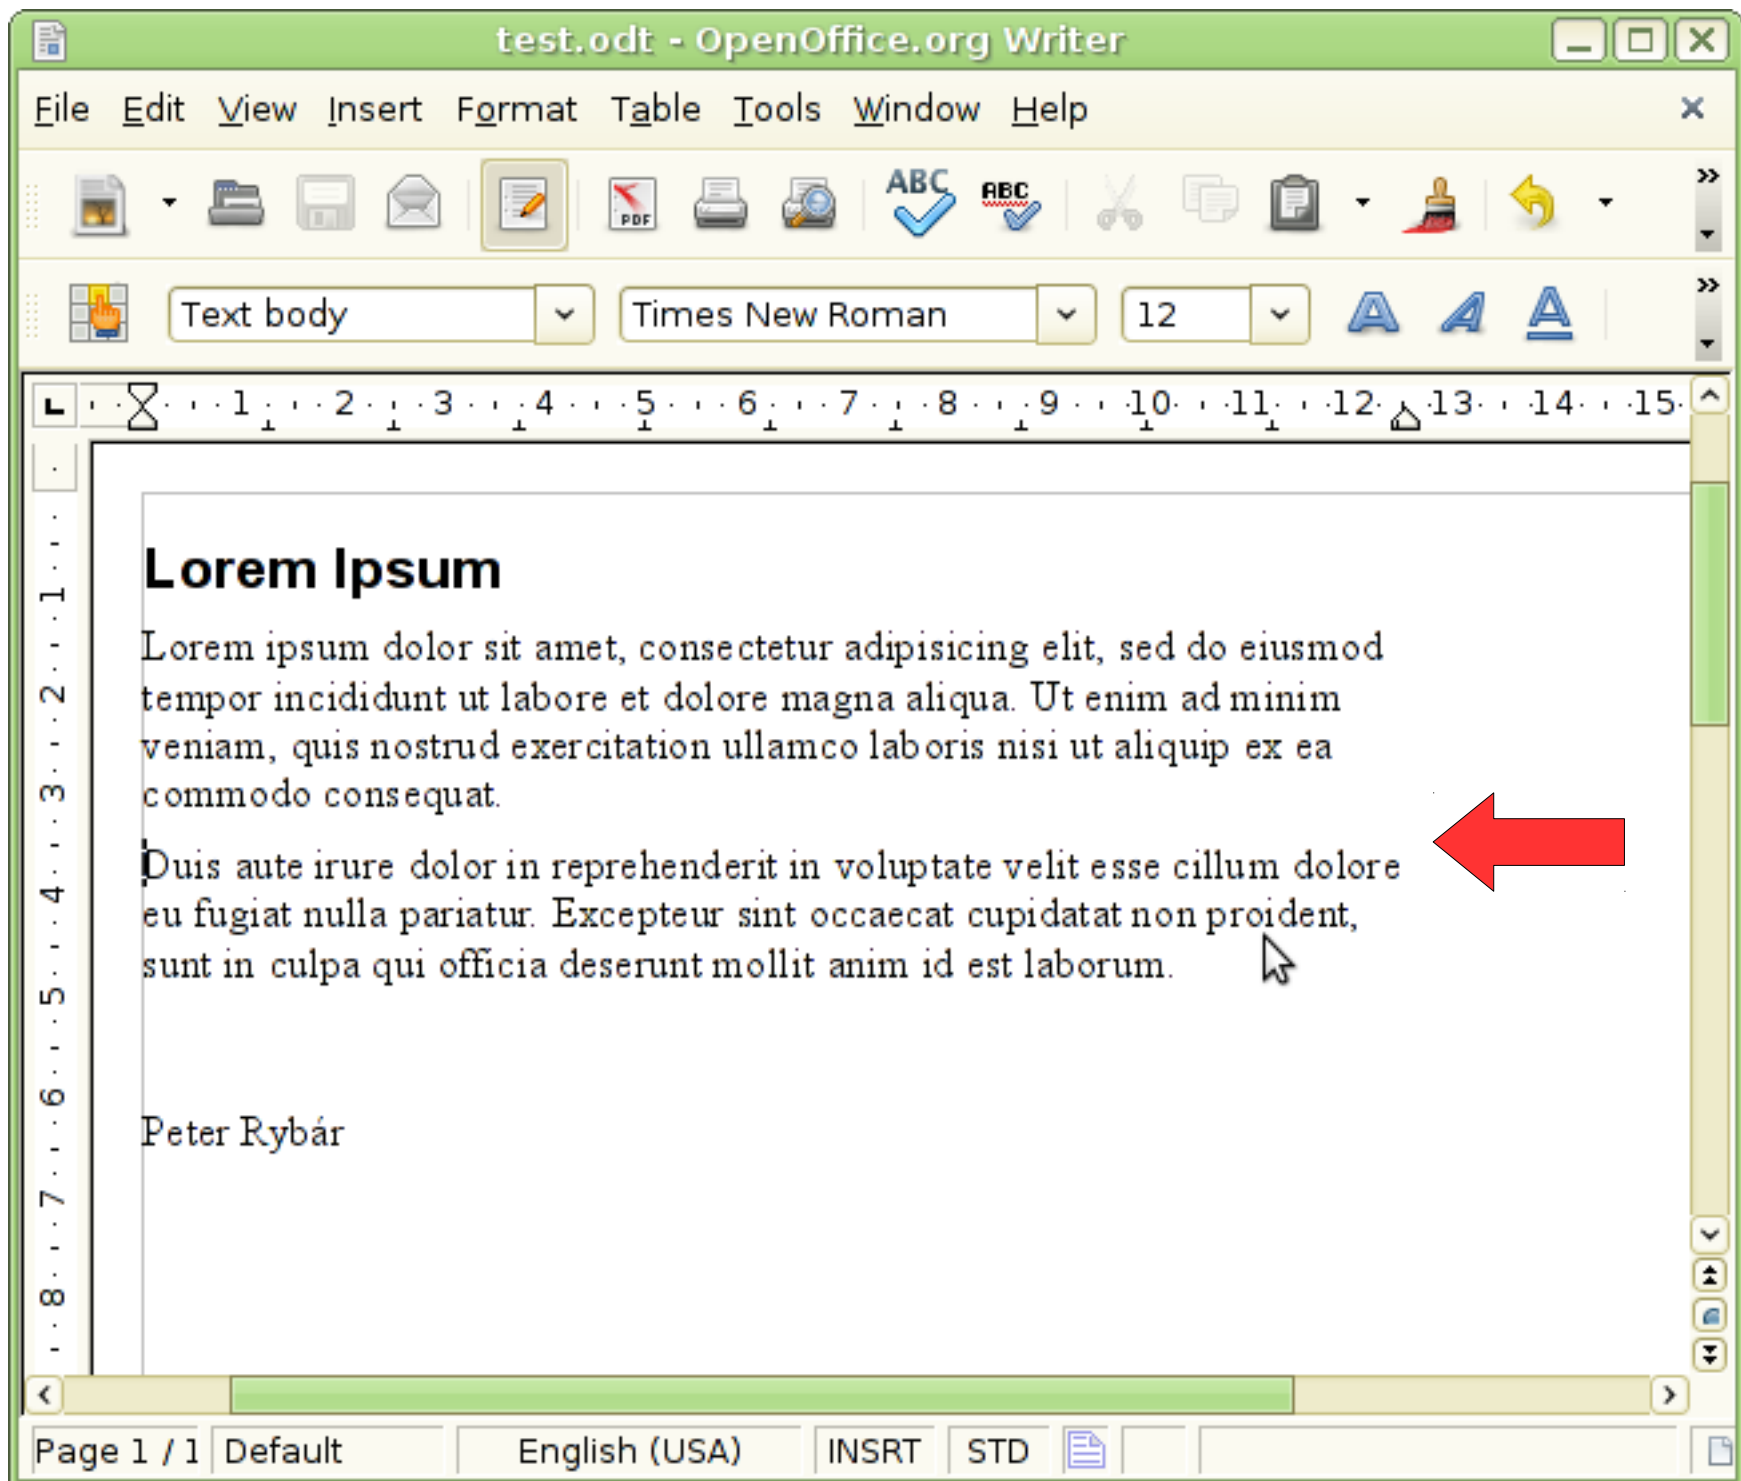 test.odt - OpenOffice.org Writer
File Edit View Insert Format Table Tools Window Help
PDF ABC ABC
Text body Times New Roman 12 A A A
1 2 3 4 5 6 7 8 9 10 11 12 13 14 15
1
2
3
4
5
6
7
8
Lorem Ipsum
Lorem ipsum dolor sit amet, consectetur adipisicing elit, sed do eiusmod
tempor incididunt ut labore et dolore magna aliqua. Ut enim ad minim
veniam, quis nostrud exercitation ullamco laboris nisi ut aliquip ex ea
commodo consequat.
Duis aute irure dolor in reprehenderit in voluptate velit esse cillum dolore
eu fugiat nulla pariatur. Excepteur sint occaecat cupidatat non proident,
sunt in culpa qui officia deserunt mollit anim id est laborum.
Peter Rybár
Page 1 / 1 Default English (USA) INSRT STD